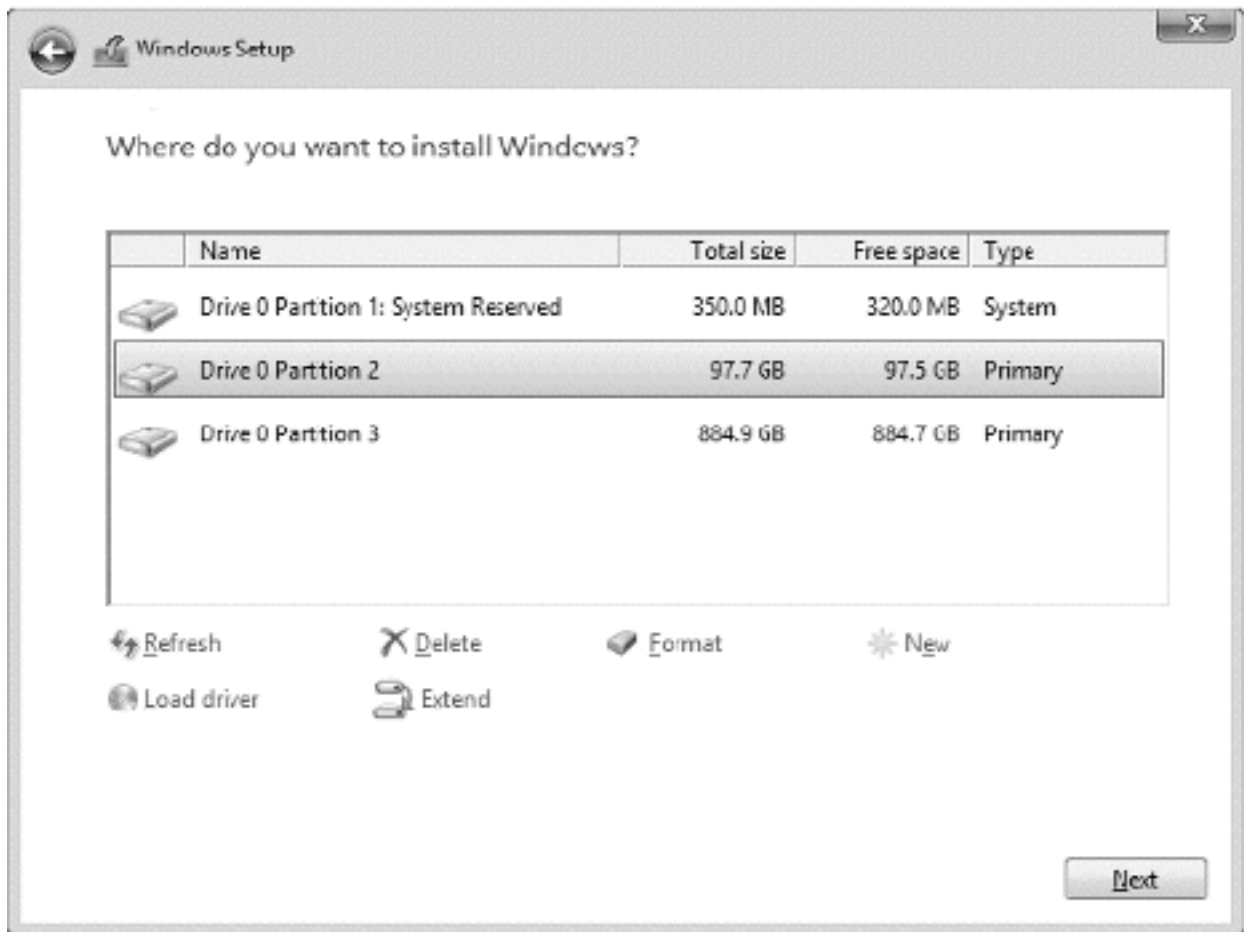 Windows Setup
Where do you want to install Windows?
Name Total size Free space Type
Drive 0 Partition 1: System Reserved 350.0 MB 320.0 MB System
Drive 0 Partition 2 97.7 GB 97.5 GB Primary
Drive 0 Partition 3 884.9 GB 884.7 GB Primary
Refresh Delete Format New
Load driver Extend
Next